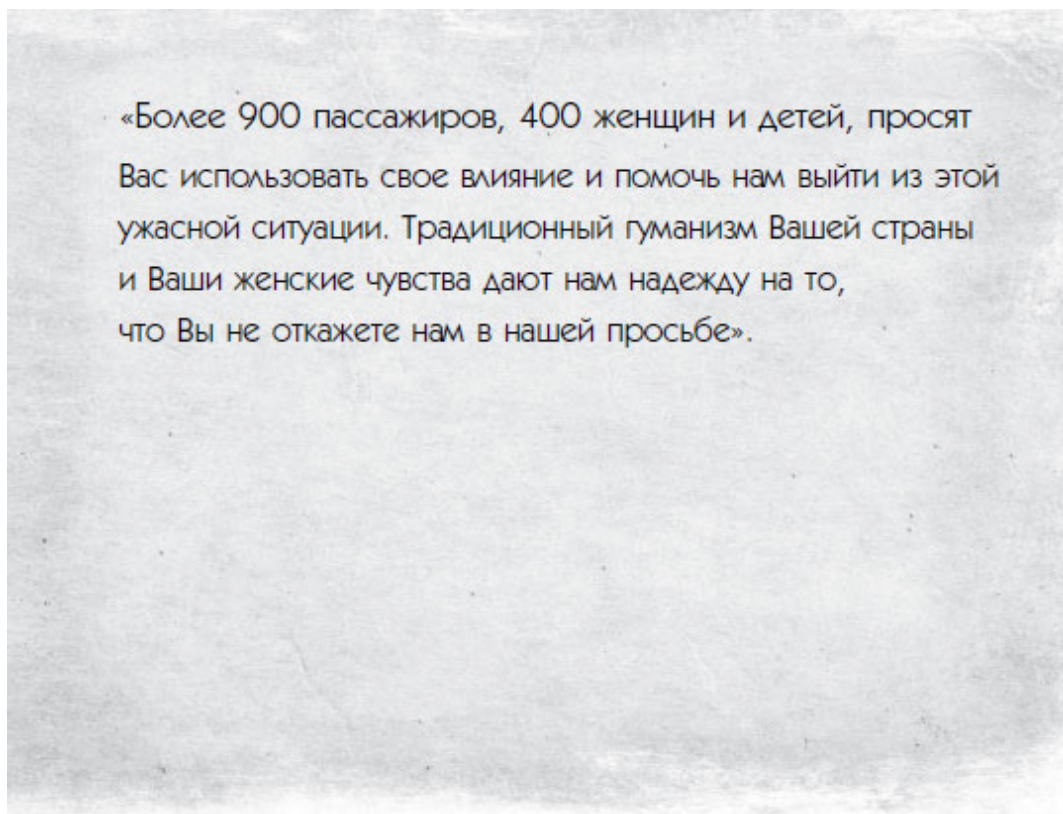 «Более 900 пассажиров, 400 женщин и детей, просят
Вас использовать свое влияние и помочь нам выйти из этой
ужасной ситуации. Традиционный гуманизм Вашей страны
и Ваши женские чувства дают нам надежду на то,
что Вы не откажете нам в нашей просьбе».